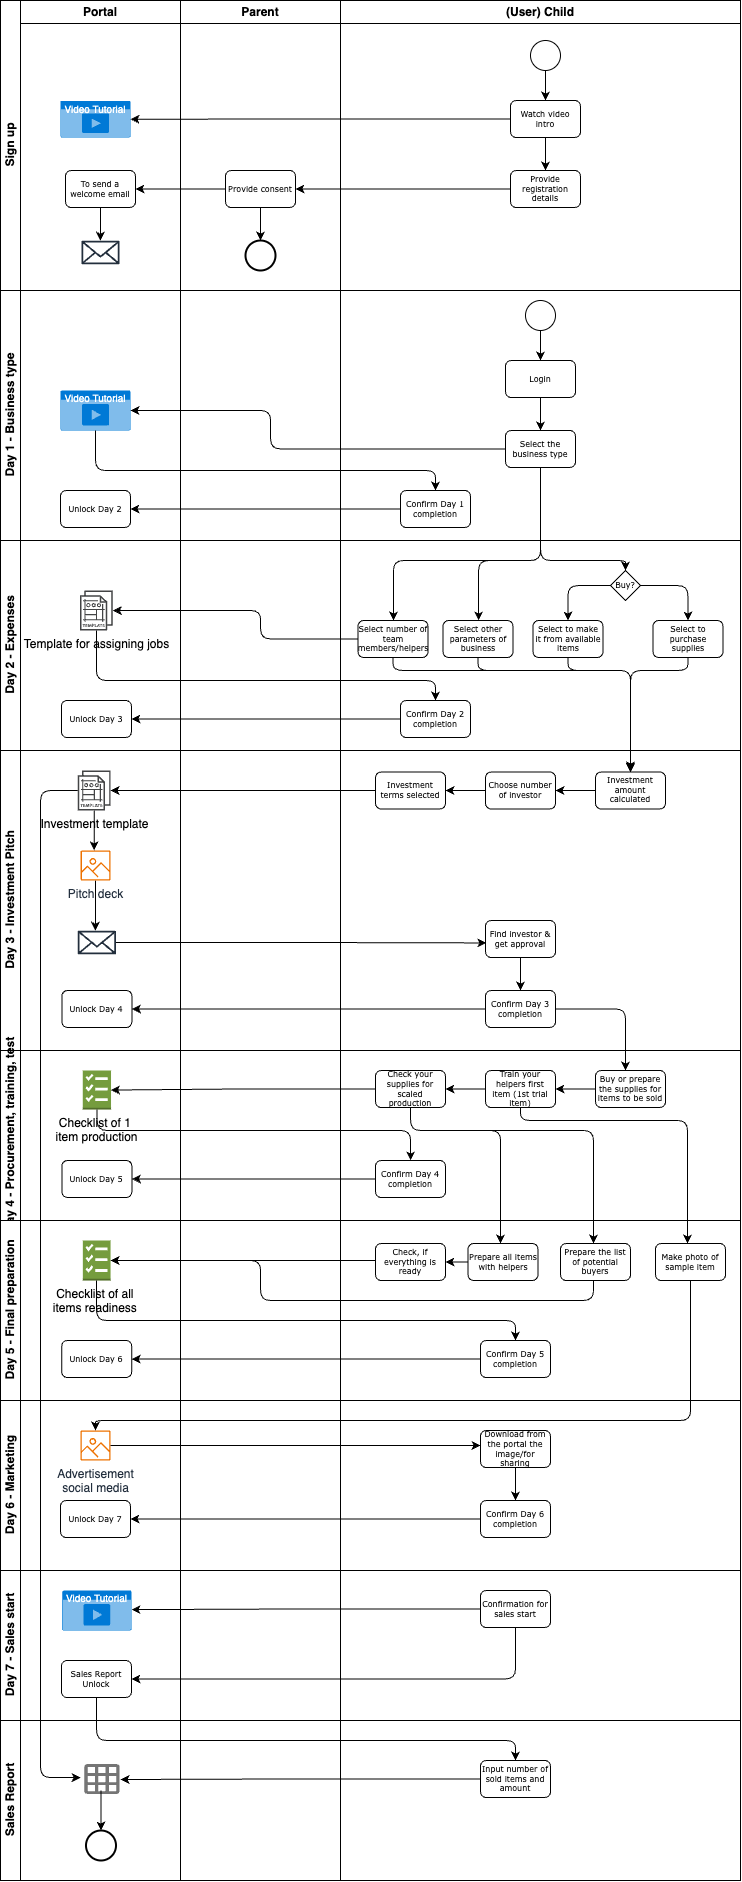 Portal
Parent
(User) Child
Sign up
Video Tutorial
Watch video
intro
To send a
welcome email
Provide consent
Provide
registration
details
Day 1 - Business type
Login
Video Tutorial
Select the
business type
Unlock Day 2
Confirm Day 1
completion
Day 2 - Expenses
Buy?
TEMPLATE
Template for assigning jobs
Select number of
team
members/helpers
Select other
parameters of
business
Select to make
it from available
items
Select to
purchase
supplies
Unlock Day 3
Confirm Day 2
completion
Day 3 - Investment Pitch
TEMPLATE
Investment template
Investment
terms selected
Choose number
of investor
Investment
amount
calculated
Pitch deck
Find investor &
get approval
Unlock Day 4
Confirm Day 3
completion
y 4 - Procurement, training, test
Checklist of 1
item production
Check your
supplies for
scaled
production
Train your
helpers first
item (1st trial
item)
Buy or prepare
the supplies for
items to be sold
Unlock Day 5
Confirm Day 4
completion
Day 5 - Final preparation
Checklist of all
items readiness
Check, if
everything is
ready
Prepare all items
with helpers
Prepare the list
of potential
buyers
Make photo of
sample item
Unlock Day 6
Confirm Day 5
completion
Day 6 - Marketing
Advertisement
social media
Download from
the portal the
image/for
sharing
Unlock Day 7
Confirm Day 6
completion
Day 7 - Sales start
Video Tutorial
Confirmation for
sales start
Sales Report
Unlock
Sales Report
Input number of
sold items and
amount